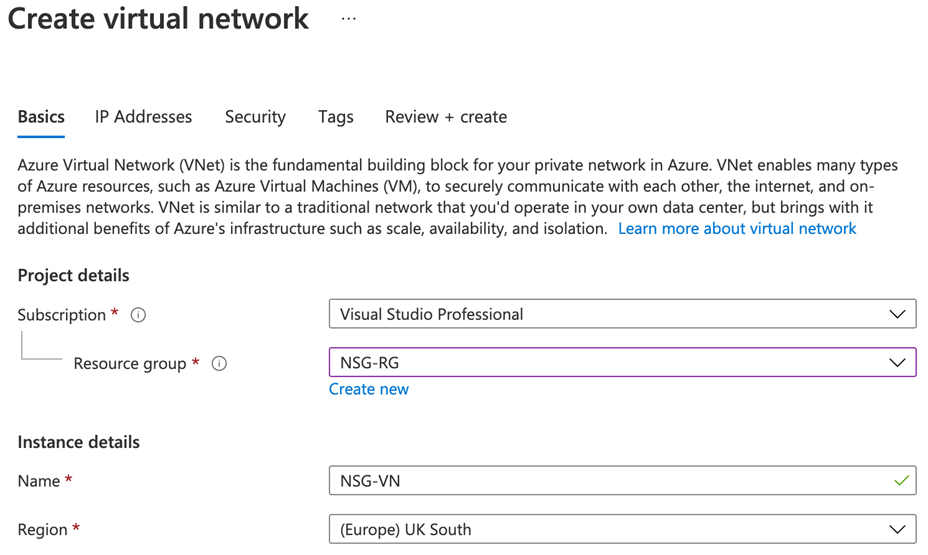 Create virtual network ...
Basics IP Addresses Security Tags Review + create
Azure Virtual Network (VNet) is the fundamental building block for your private network in Azure. VNet enables many types
of Azure resources, such as Azure Virtual Machines (VM), to securely communicate with each other, the internet, and on-
premises networks. VNet is similar to a traditional network that you'd operate in your own data center, but brings with it
additional benefits of Azure's infrastructure such as scale, availability, and isolation. Learn more about virtual network
Project details
Subscription * Visual Studio Professional
Resource group * NSG-RG
Create new
Instance details
Name * NSG-VN
Region * (Europe) UK South